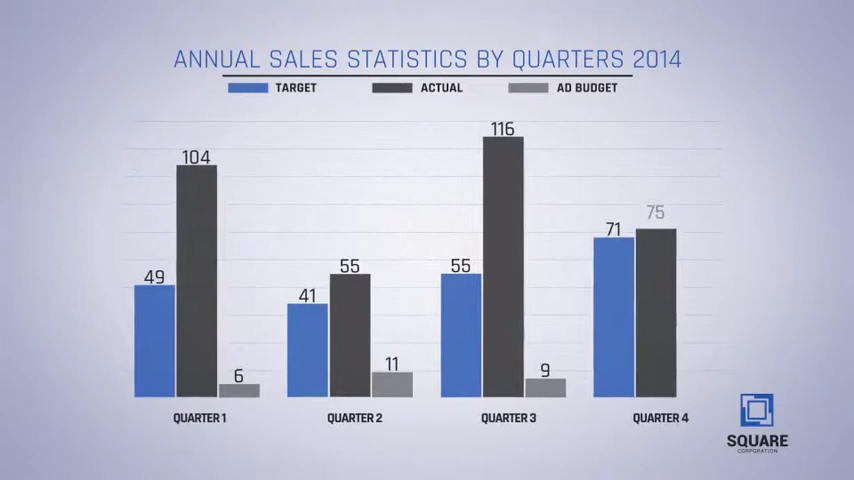 ANNUAL SALES STATISTICS BY QUARTERS 2014
TARGET ACTUAL AD BUDGET
116
104
75
71
55 55
49
41
11
9
6
QUARTER 1 QUARTER 2 QUARTER 3 QUARTER 4
SQUARE
CORPORATION